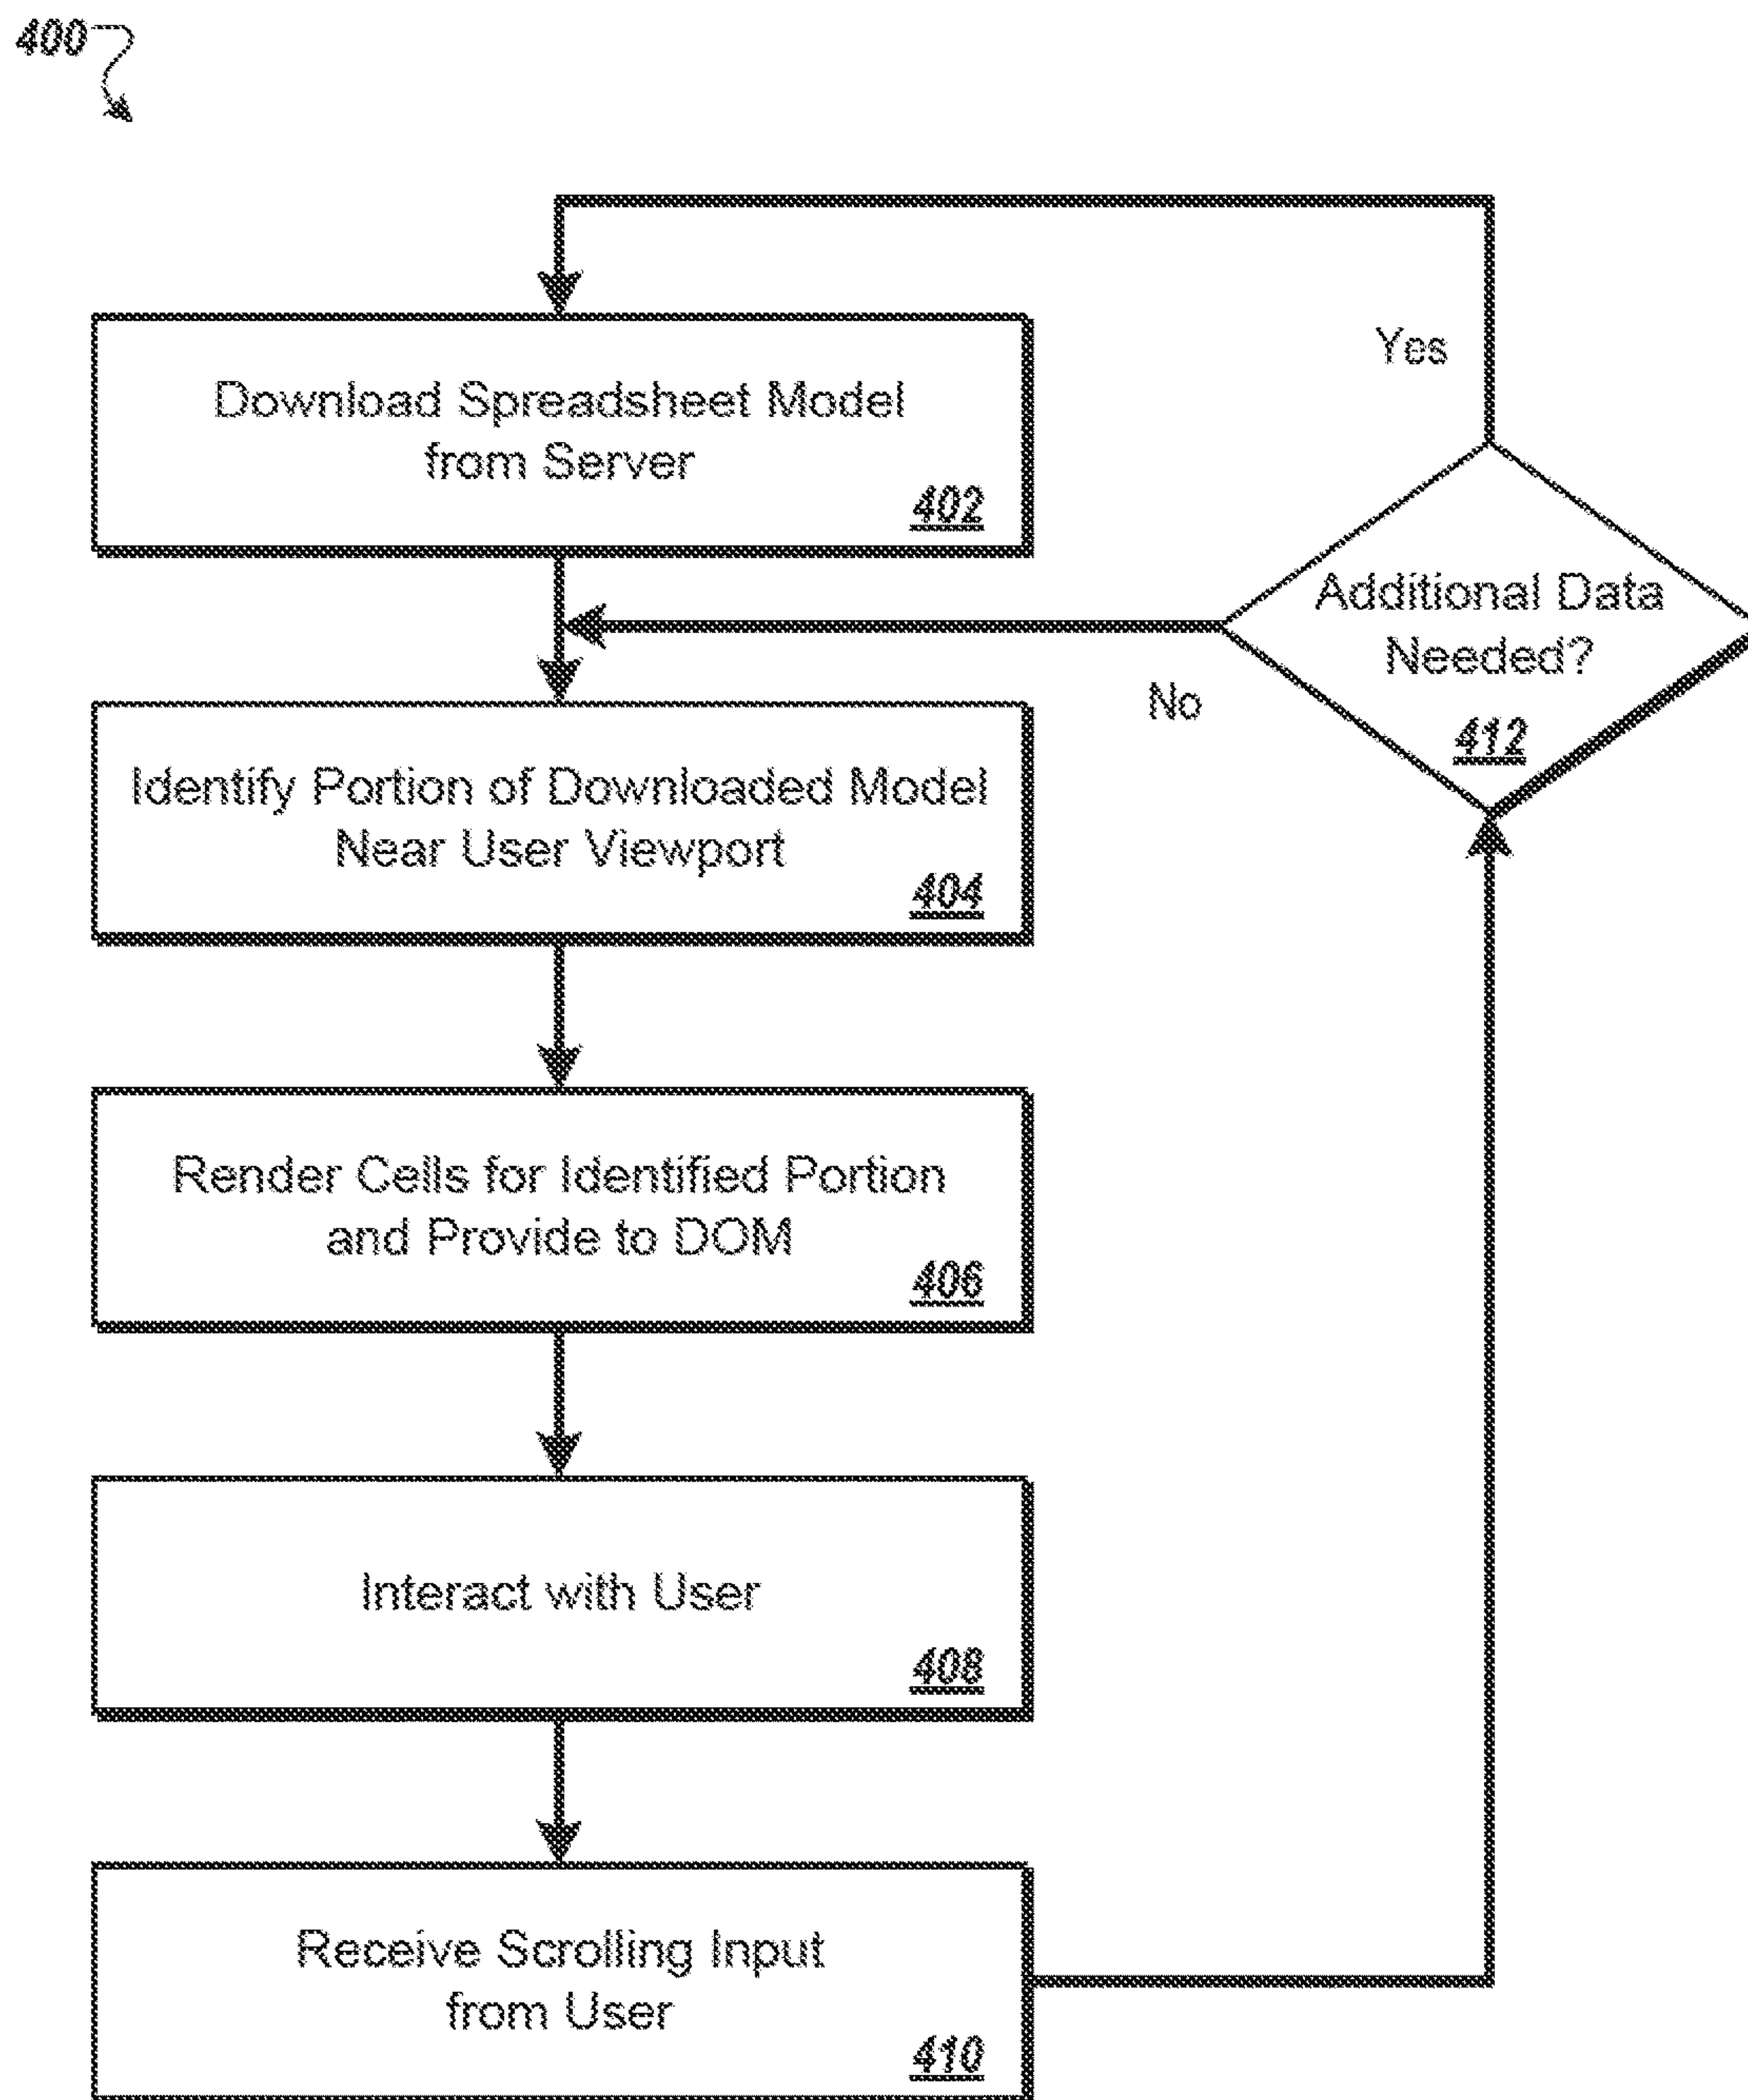 400
Download Spreadsheet Model
from Server
402
Yes
Additional Data
Needed?
412
No
Identify Portion of Downloaded Model
Near User Viewport
404
Render Cells for Identified Portion
and Provide to DOM
406
Interact with User
408
Receive Scrolling Input
from User
410